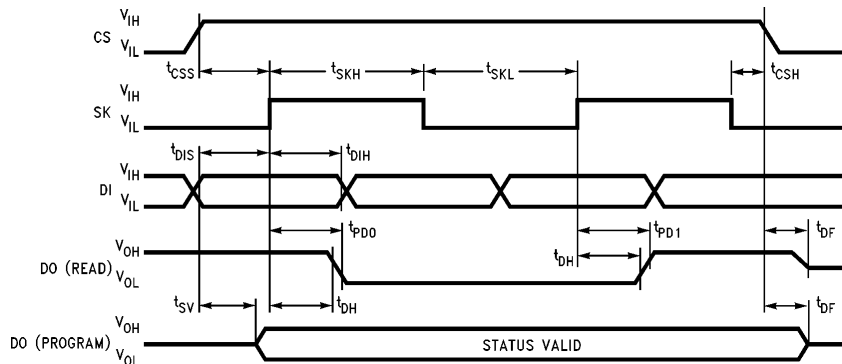 V_IH
CS
V_IL
t_CSS
t_SKH
t_SKL
t_CSH
V_IH
SK
V_IL
t_DIS
t_DIH
V_IH
DI
V_IL
t_PD0
t_PD1
t_DF
V_OH
DO (READ)
V_OL
t_DH
t_SV
t_DH
t_DF
V_OH
DO (PROGRAM)
STATUS VALID
V_OL